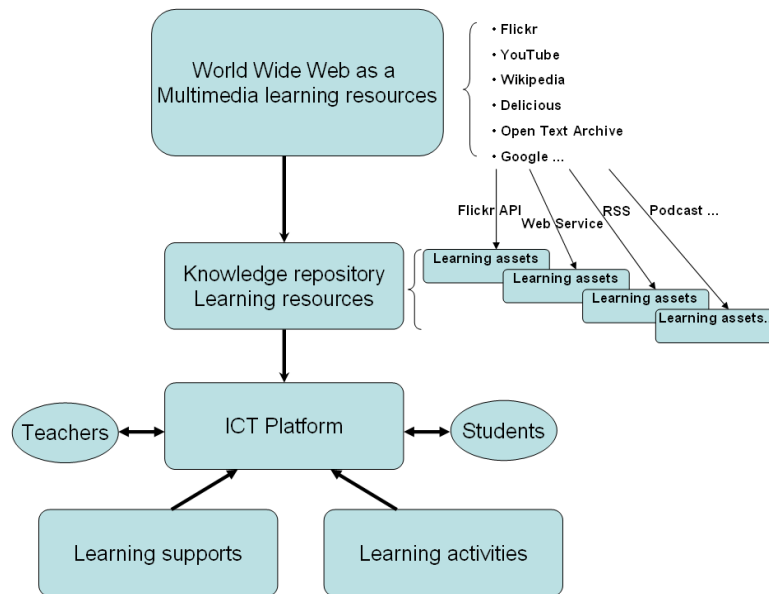 World Wide Web as a
Multimedia learning resources
• Flickr
• YouTube
• Wikipedia
• Delicious
• Open Text Archive
• Google ...
Flickr API
Web Service
RSS
Podcast ...
Knowledge repository
Learning resources
Learning assets
Learning assets
Learning assets
Learning assets...
Teachers
ICT Platform
Students
Learning supports
Learning activities